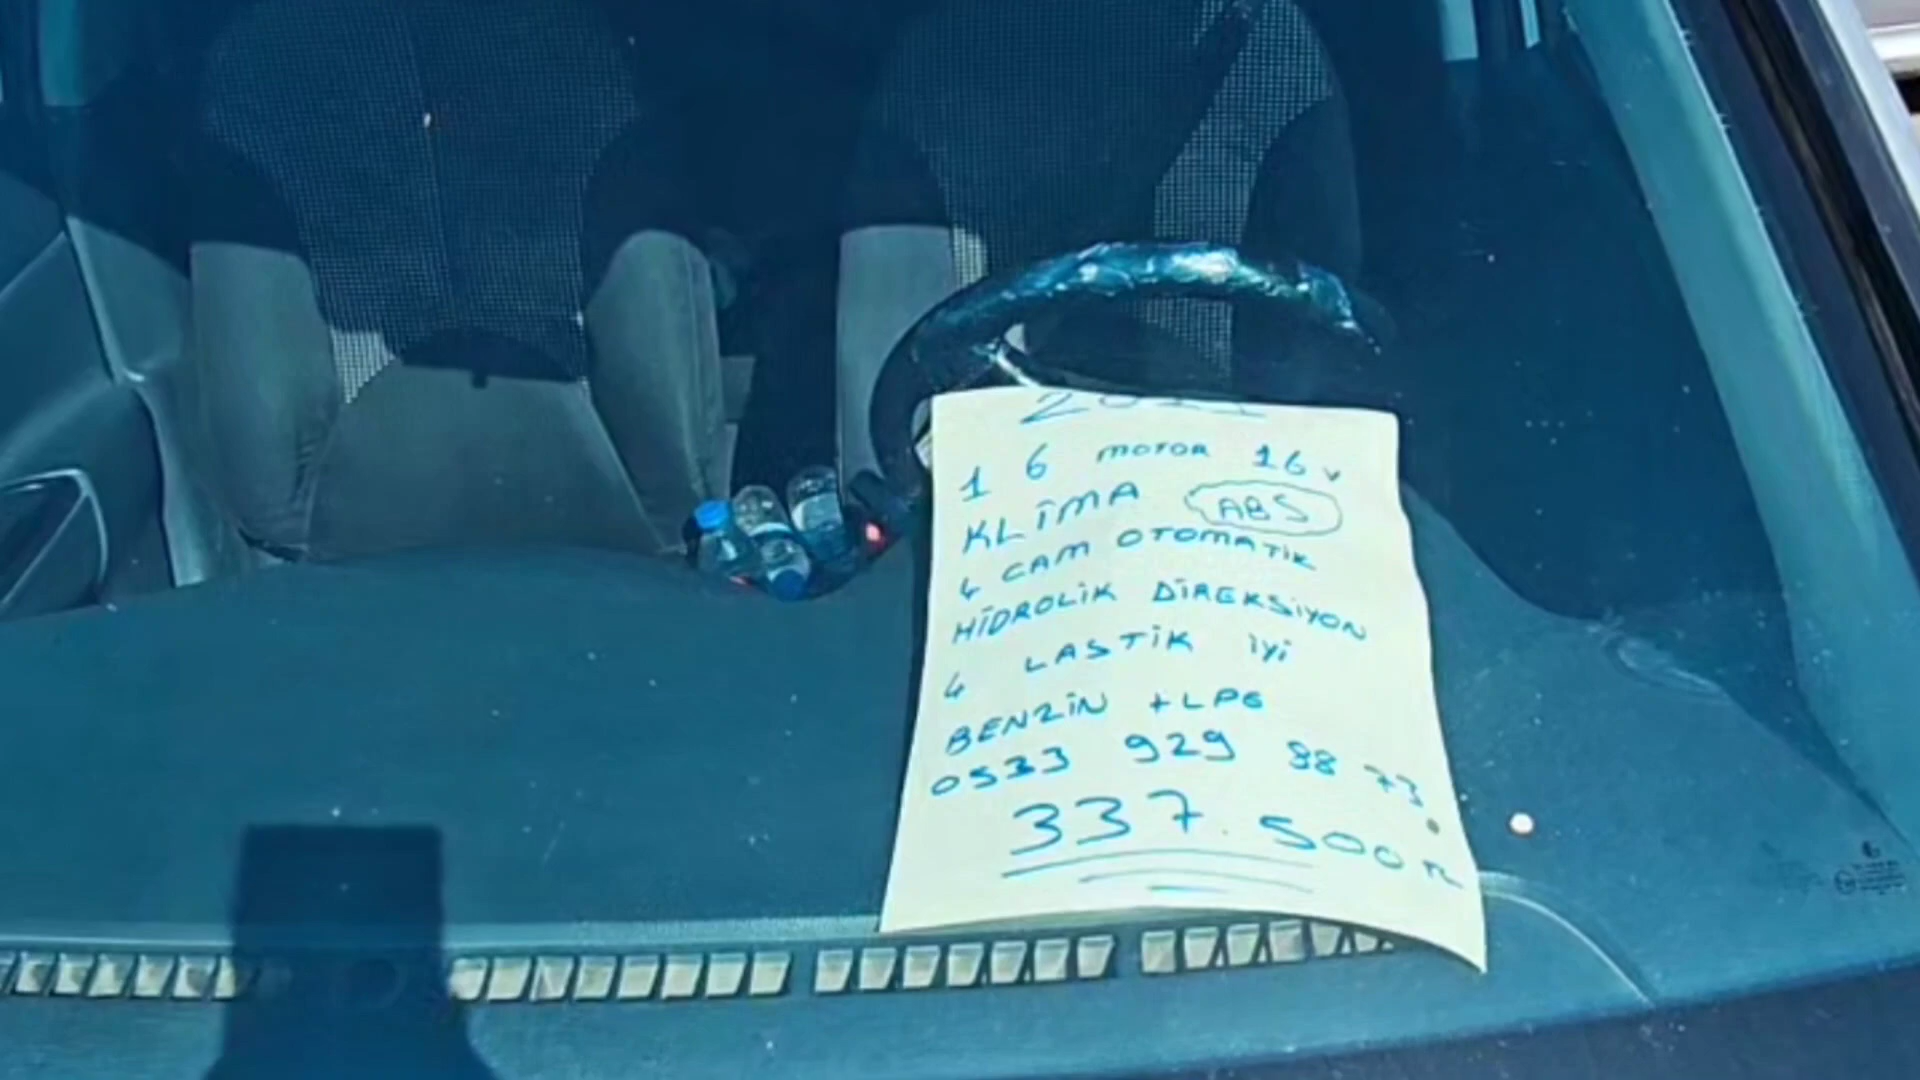 1 6 MOTOR 16 v
KLİMA ABS
4 CAM OTOMATİK
HİDROLİK DİREKSİYON
4 LASTİK İYİ
BENZİN + LPG
0533 929 98 73
337.500 TL